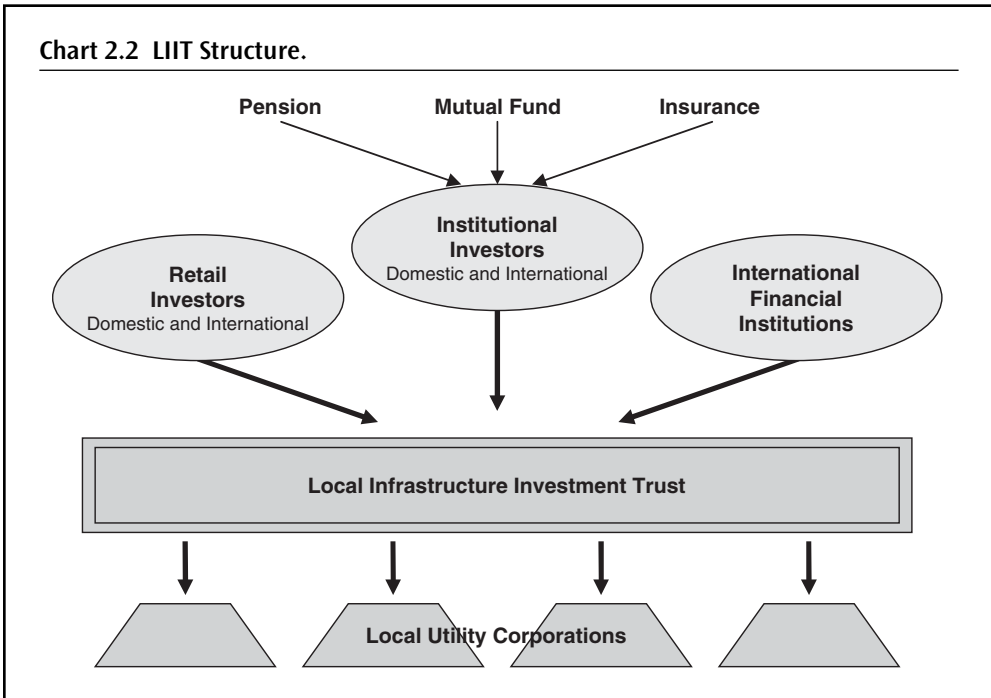 Chart 2.2 LIIT Structure.
Pension
Mutual Fund
Insurance
Institutional
Investors
Domestic and International
Retail
Investors
Domestic and International
International
Financial
Institutions
Local Infrastructure Investment Trust
Local Utility Corporations